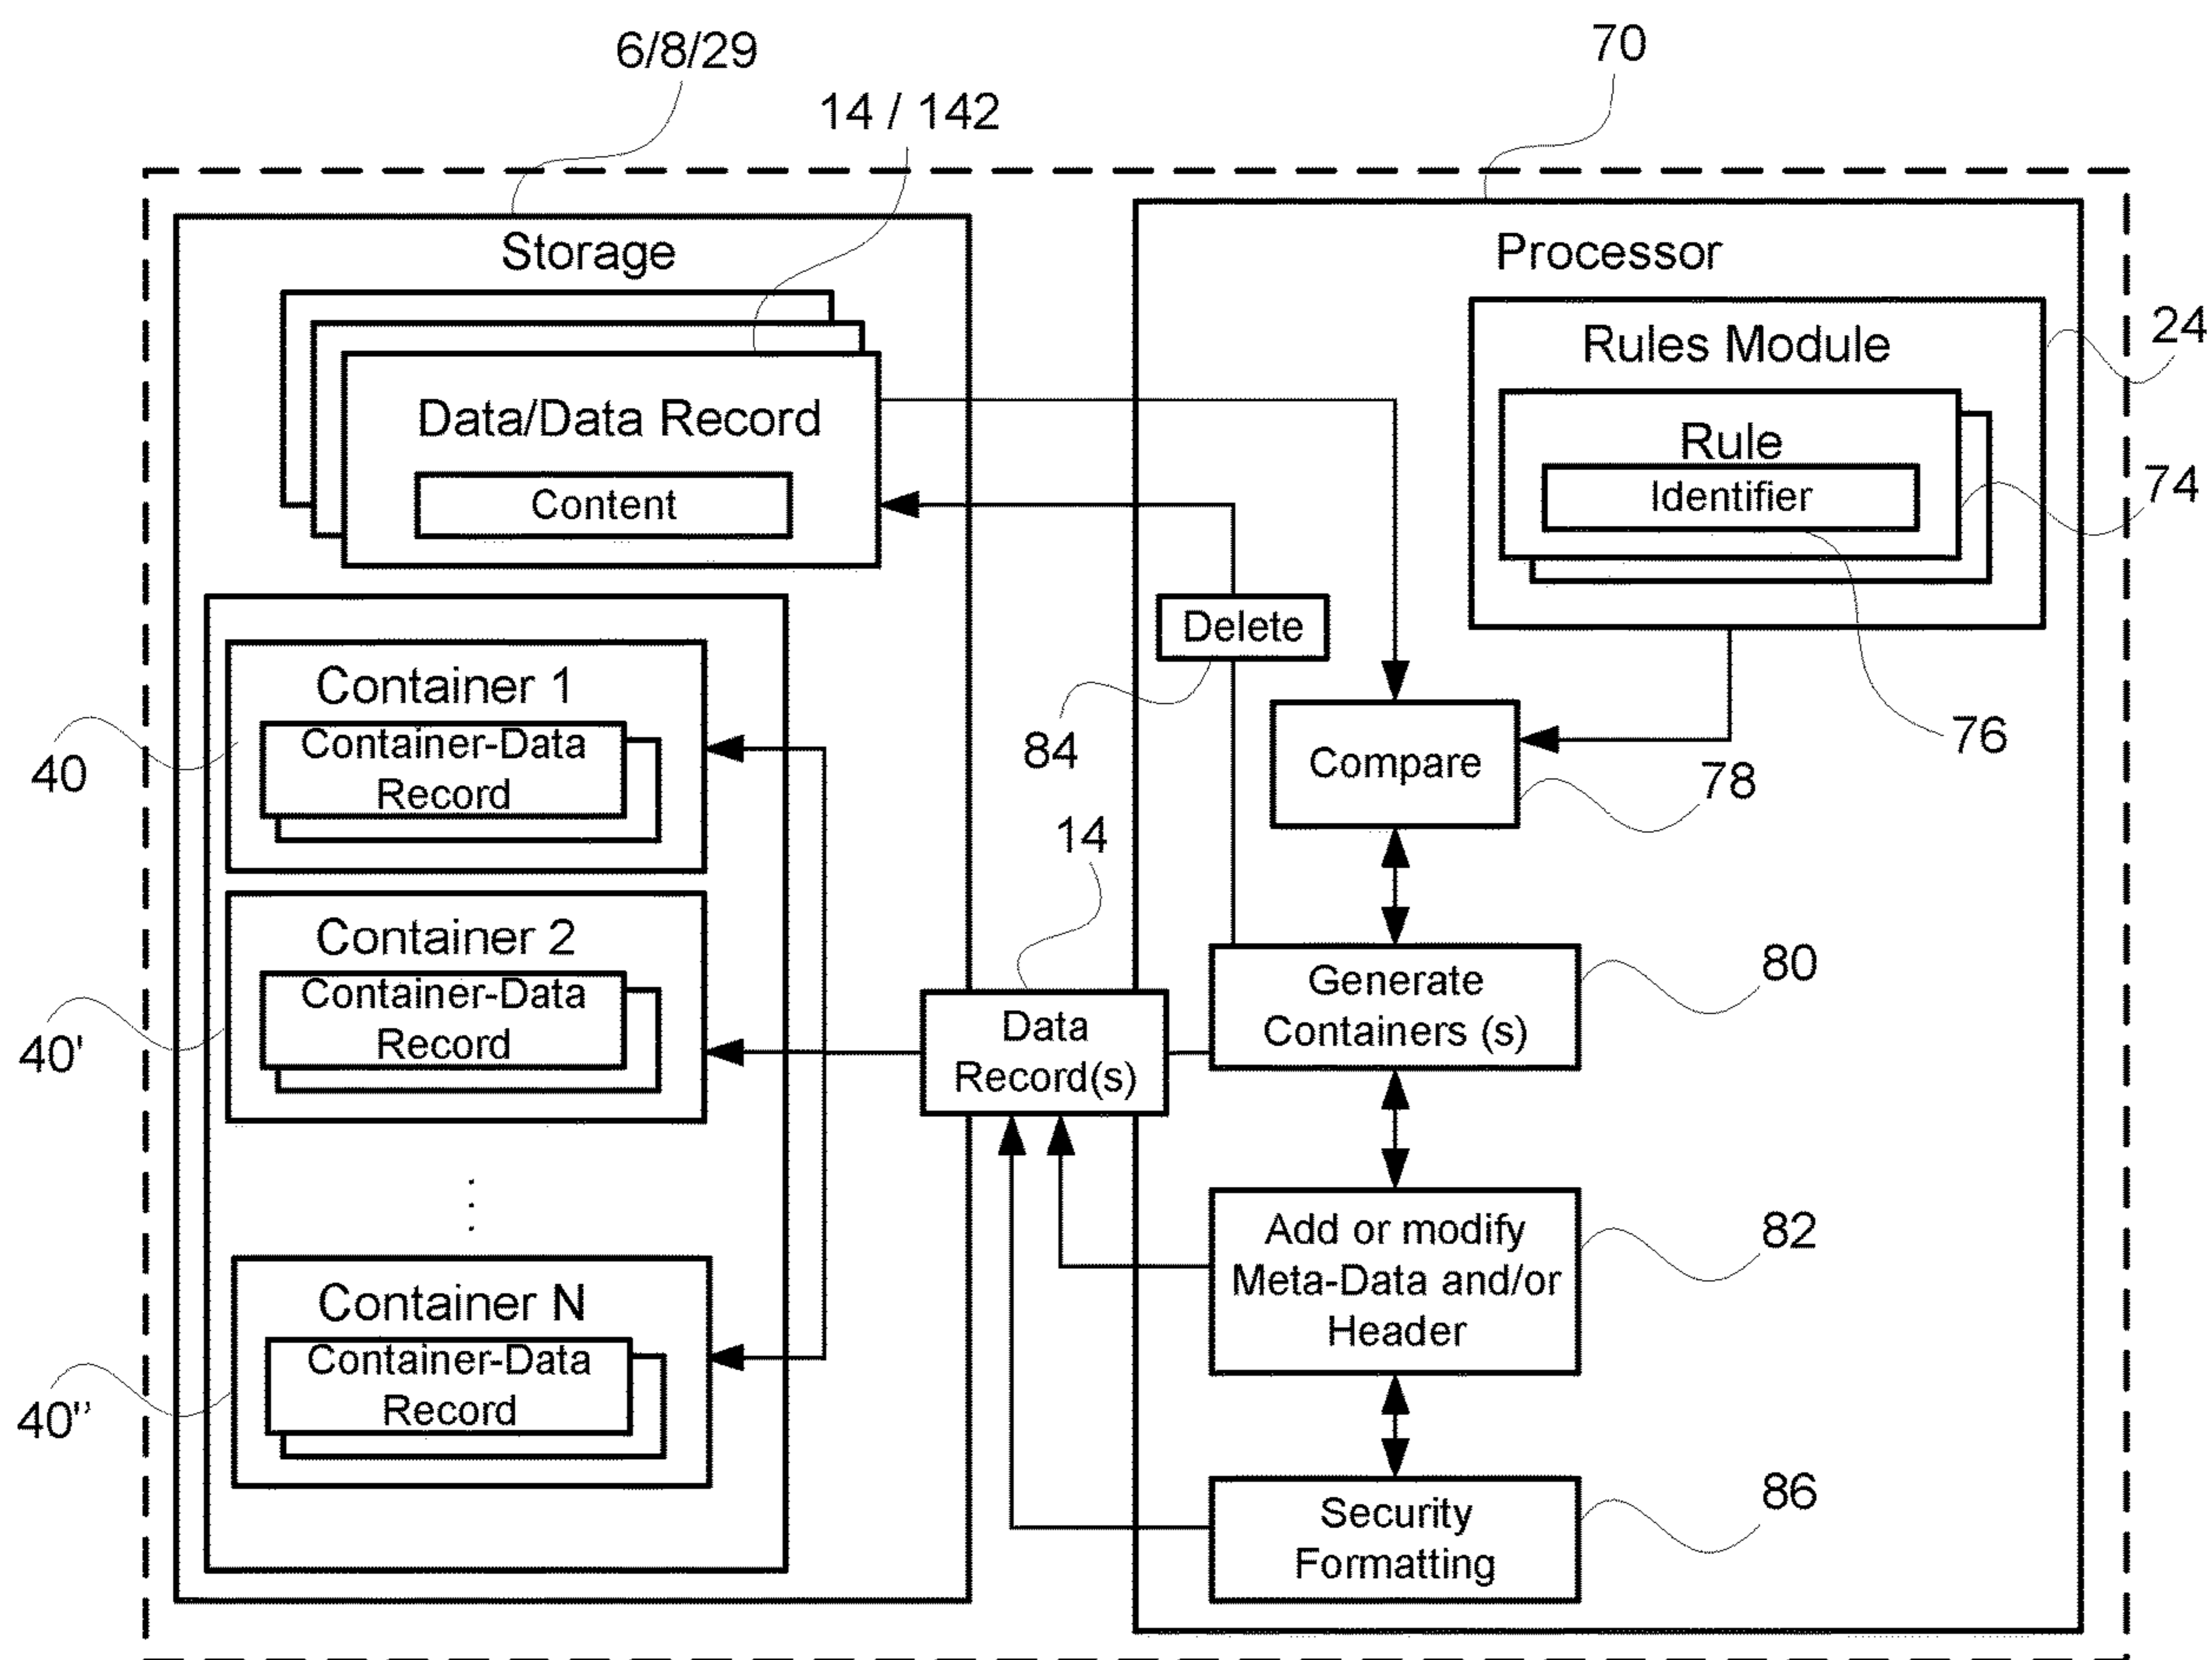 6/8/29
70
14 / 142
Storage
Processor
24
Rules Module
Data/Data Record
Rule
74
Content
Identifier
Delete
Container 1
76
84
Container-Data
Record
40
Compare
78
14
Container 2
80
Container-Data
Record
Generate
Containers (s)
Data
Record(s)
40'
82
Add or modify
Meta-Data and/or
Header
Container N
Container-Data
Record
40''
86
Security
Formatting